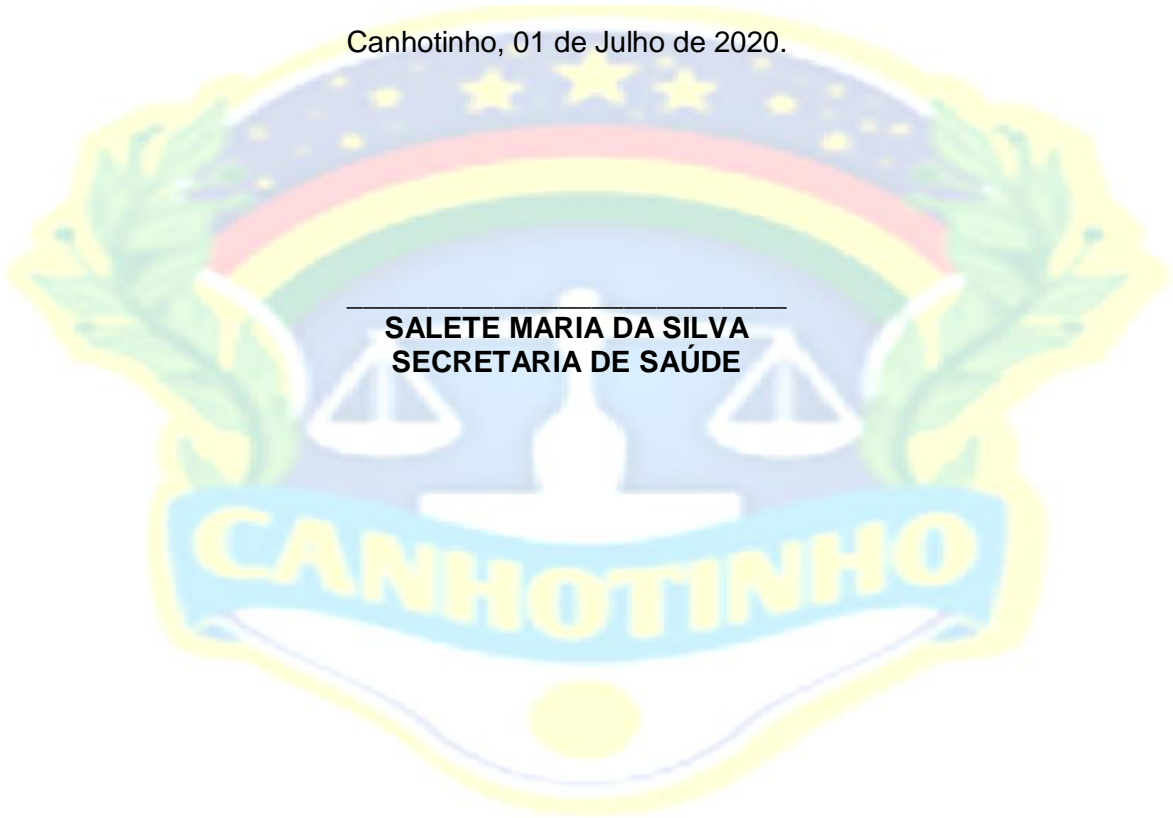 Canhotinho, 01 de Julho de 2020.
SALETE MARIA DA SILVA
SECRETARIA DE SAÚDE
CANHOTINHO